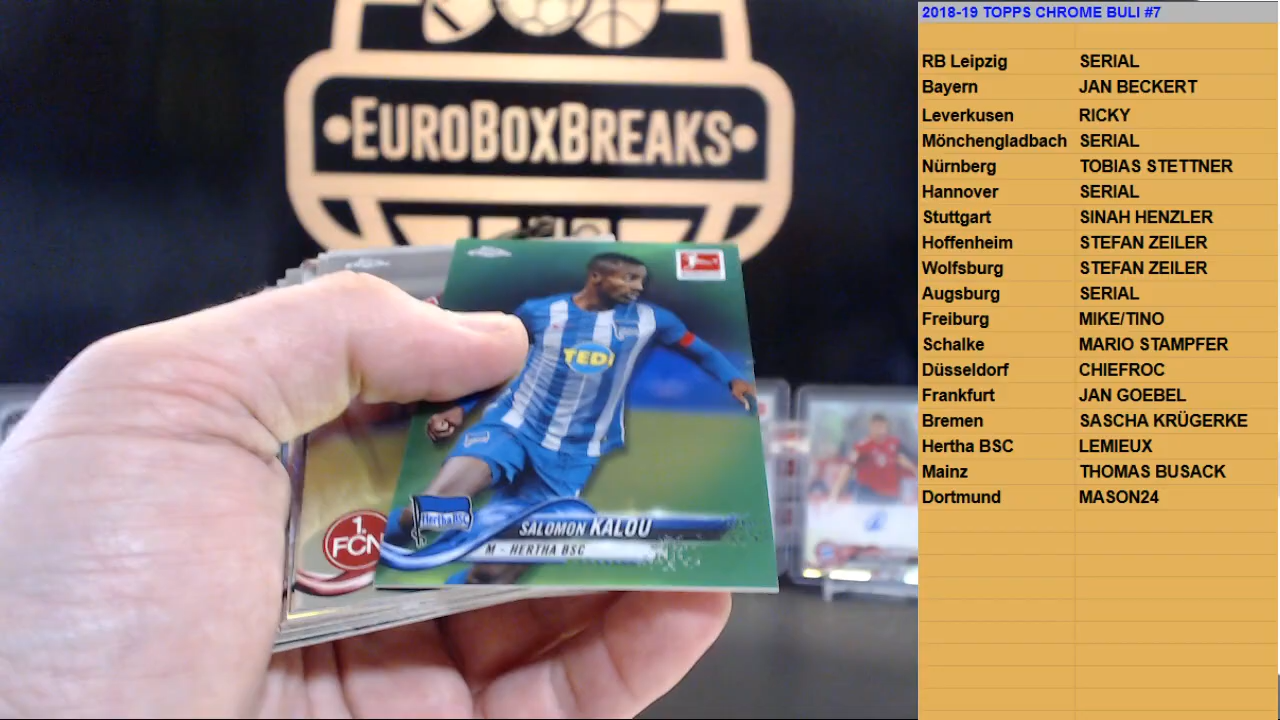 EUROBOXBREAKS
TEDi
Hertha BSC
SALOMON KALOU
M - HERTHA BSC
1.
FCN
2018-19 TOPPS CHROME BULI #7
RB Leipzig SERIAL
Bayern JAN BECKERT
Leverkusen RICKY
Mönchengladbach SERIAL
Nürnberg TOBIAS STETTNER
Hannover SERIAL
Stuttgart SINAH HENZLER
Hoffenheim STEFAN ZEILER
Wolfsburg STEFAN ZEILER
Augsburg SERIAL
Freiburg MIKE/TINO
Schalke MARIO STAMPFER
Düsseldorf CHIEFROC
Frankfurt JAN GOEBEL
Bremen SASCHA KRÜGERKE
Hertha BSC LEMIEUX
Mainz THOMAS BUSACK
Dortmund MASON24